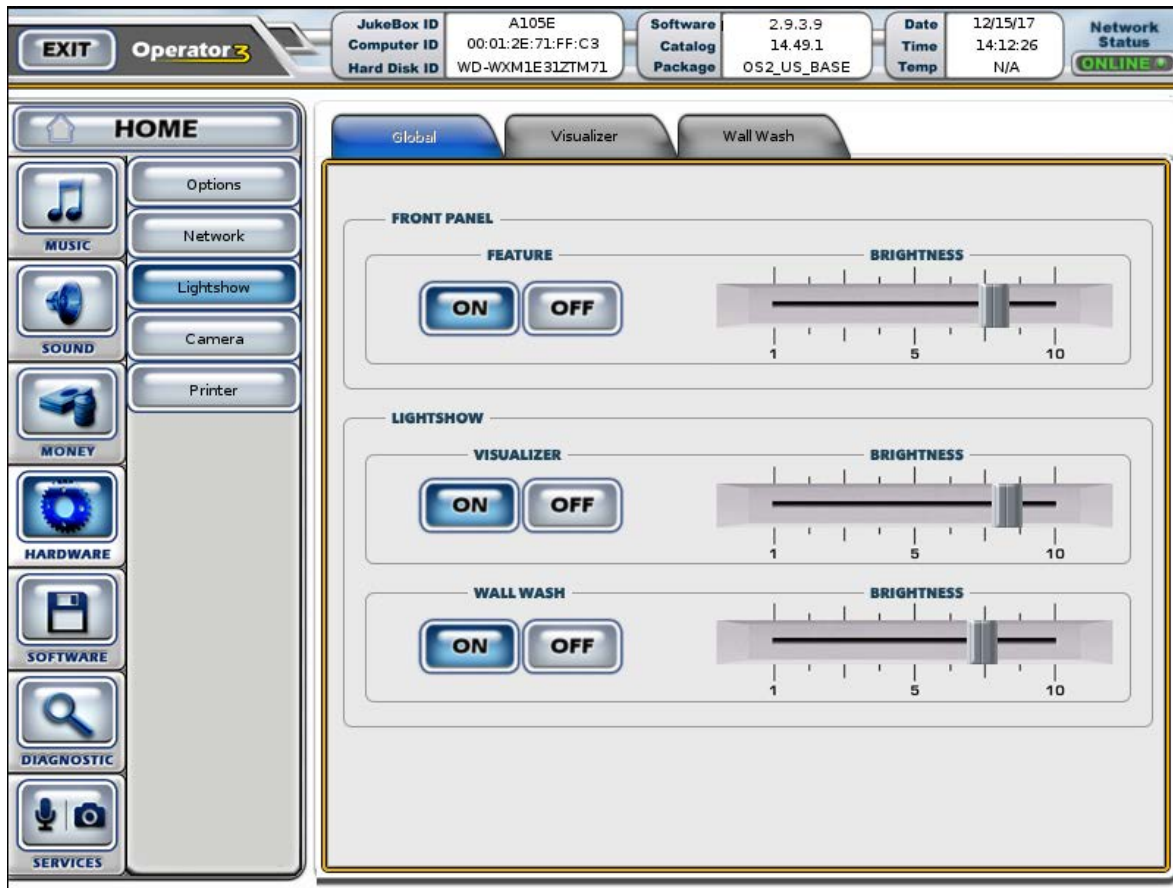 EXIT
Operator 3
JukeBox ID A105E
Computer ID 00:01:2E:71:FF:C3
Hard Disk ID WD-WXM1E31ZTM71
Software 2.9.3.9
Catalog 14.49.1
Package OS2_US_BASE
Date 12/15/17
Time 14:12:26
Temp N/A
Network
Status
ONLINE
HOME
MUSIC
SOUND
MONEY
HARDWARE
SOFTWARE
DIAGNOSTIC
SERVICES
Options
Network
Lightshow
Camera
Printer
Global Visualizer Wall Wash
FRONT PANEL
FEATURE BRIGHTNESS
ON OFF
1 5 10
LIGHTSHOW
VISUALIZER BRIGHTNESS
ON OFF
1 5 10
WALL WASH BRIGHTNESS
ON OFF
1 5 10